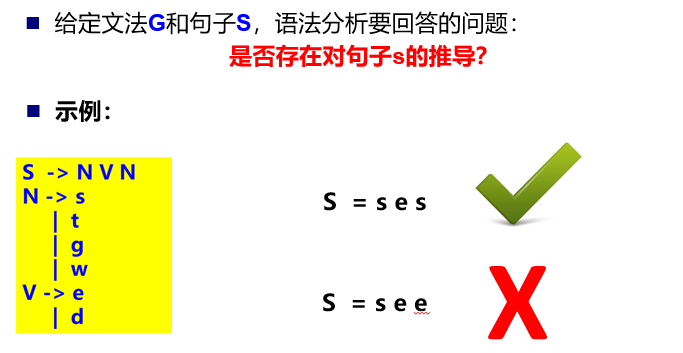 给定文法G和句子S，语法分析要回答的问题：
是否存在对句子s的推导？
示例：
S -> N V N
N -> s
| t
| g
| w
V -> e
| d
S = s e s
S = s e e
X